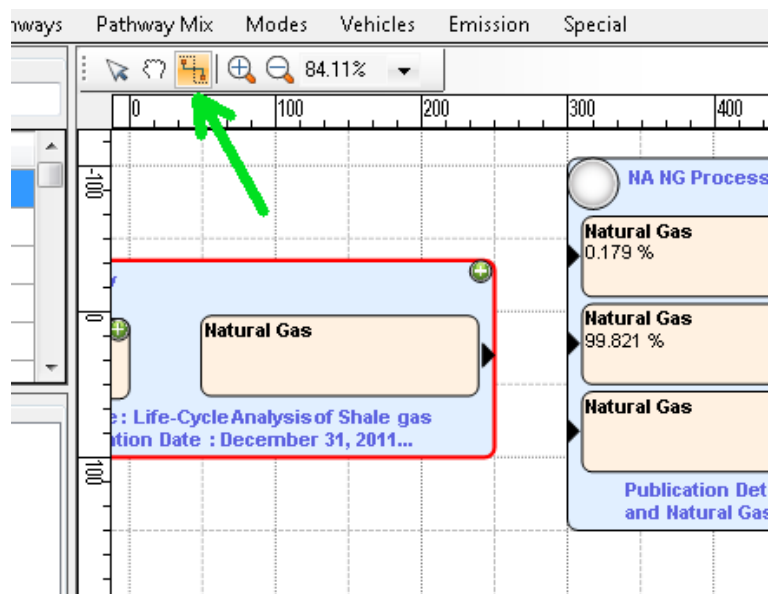 Pathway Mix Modes Vehicles Emission Special
84.11%
0 100 200 300 400
-100
0
100
NA NG Process
Natural Gas
0.179 %
Natural Gas
99.821 %
Natural Gas
Natural Gas
: Life-Cycle Analysis of Shale gas
Date : December 31, 2011...
Publication Det
and Natural Gas